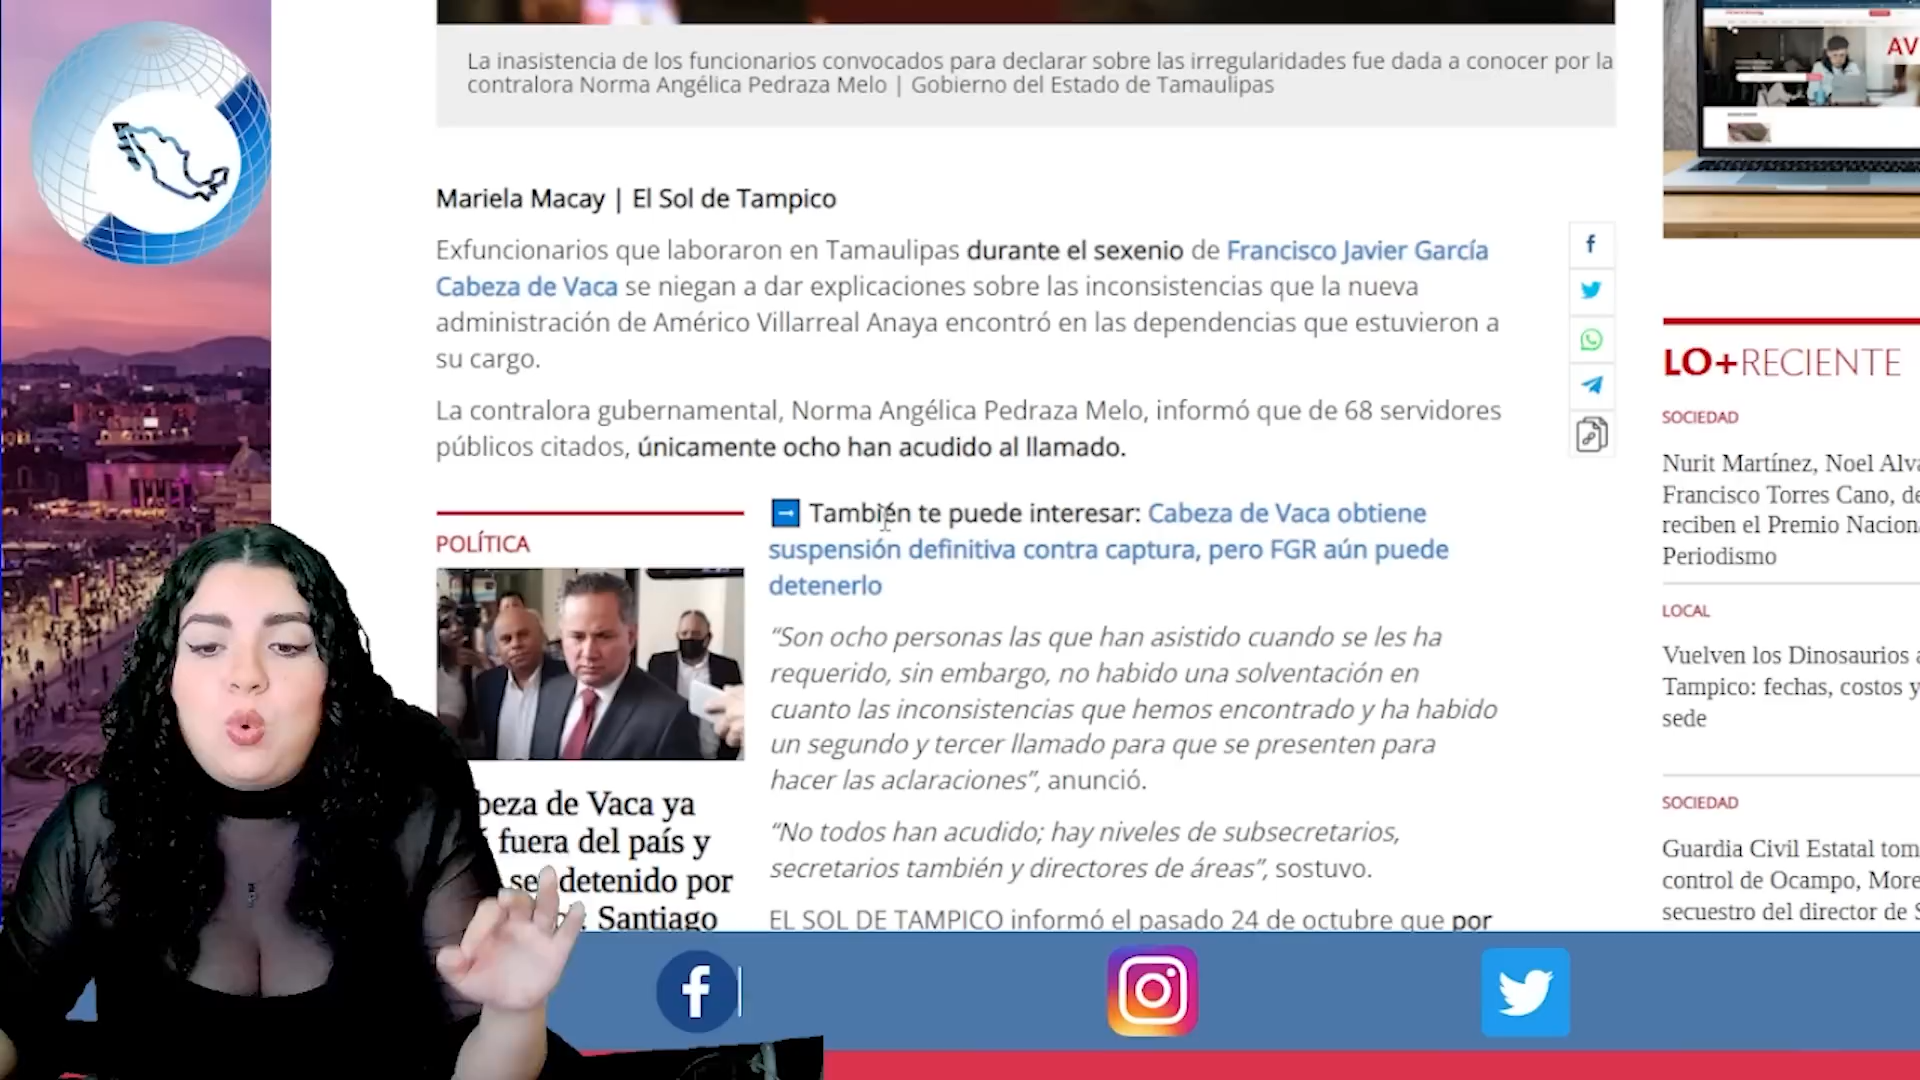 La inasistencia de los funcionarios convocados para declarar sobre las irregularidades fue dada a conocer por la
contralora Norma Angélica Pedraza Melo | Gobierno del Estado de Tamaulipas
Mariela Macay | El Sol de Tampico
Exfuncionarios que laboraron en Tamaulipas durante el sexenio de Francisco Javier García
Cabeza de Vaca se niegan a dar explicaciones sobre las inconsistencias que la nueva
administración de Américo Villarreal Anaya encontró en las dependencias que estuvieron a
su cargo.
La contralora gubernamental, Norma Angélica Pedraza Melo, informó que de 68 servidores
públicos citados, únicamente ocho han acudido al llamado.
POLÍTICA
beza de Vaca ya
fuera del país y
se detenido por
Santiago
También te puede interesar: Cabeza de Vaca obtiene
suspensión definitiva contra captura, pero FGR aún puede
detenerlo
“Son ocho personas las que han asistido cuando se les ha
requerido, sin embargo, no habido una solventación en
cuanto las inconsistencias que hemos encontrado y ha habido
un segundo y tercer llamado para que se presenten para
hacer las aclaraciones”, anunció.
“No todos han acudido; hay niveles de subsecretarios,
secretarios también y directores de áreas”, sostuvo.
EL SOL DE TAMPICO informó el pasado 24 de octubre que por
AV
LO+RECIENTE
SOCIEDAD
Nurit Martínez, Noel Alva
Francisco Torres Cano, de
reciben el Premio Nacion
Periodismo
LOCAL
Vuelven los Dinosaurios a
Tampico: fechas, costos y
sede
SOCIEDAD
Guardia Civil Estatal tom
control de Ocampo, More
secuestro del director de S